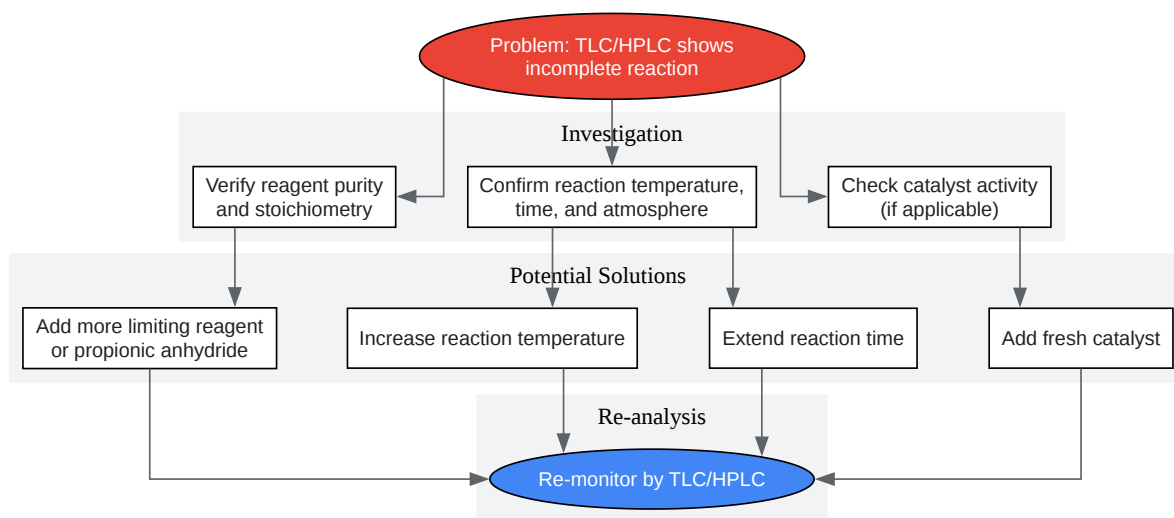 Problem: TLC/HPLC shows
incomplete reaction
Investigation
Verify reagent purity
and stoichiometry
Confirm reaction temperature,
time, and atmosphere
Check catalyst activity
(if applicable)
Potential Solutions
Add more limiting reagent
or propionic anhydride
Increase reaction temperature
Extend reaction time
Add fresh catalyst
Re-analysis
Re-monitor by TLC/HPLC